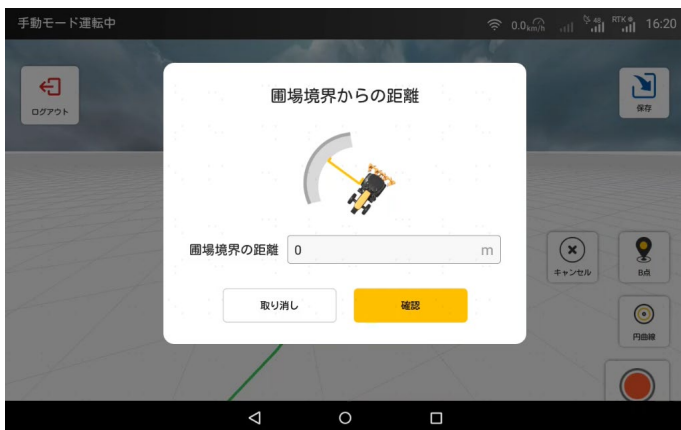 手動モード運転中
0.0km/h
48
RTK
16:20
ログアウト
圃場境界からの距離
保存
圃場境界の距離 0 m
キャンセル
B点
取り消し
確認
円曲線